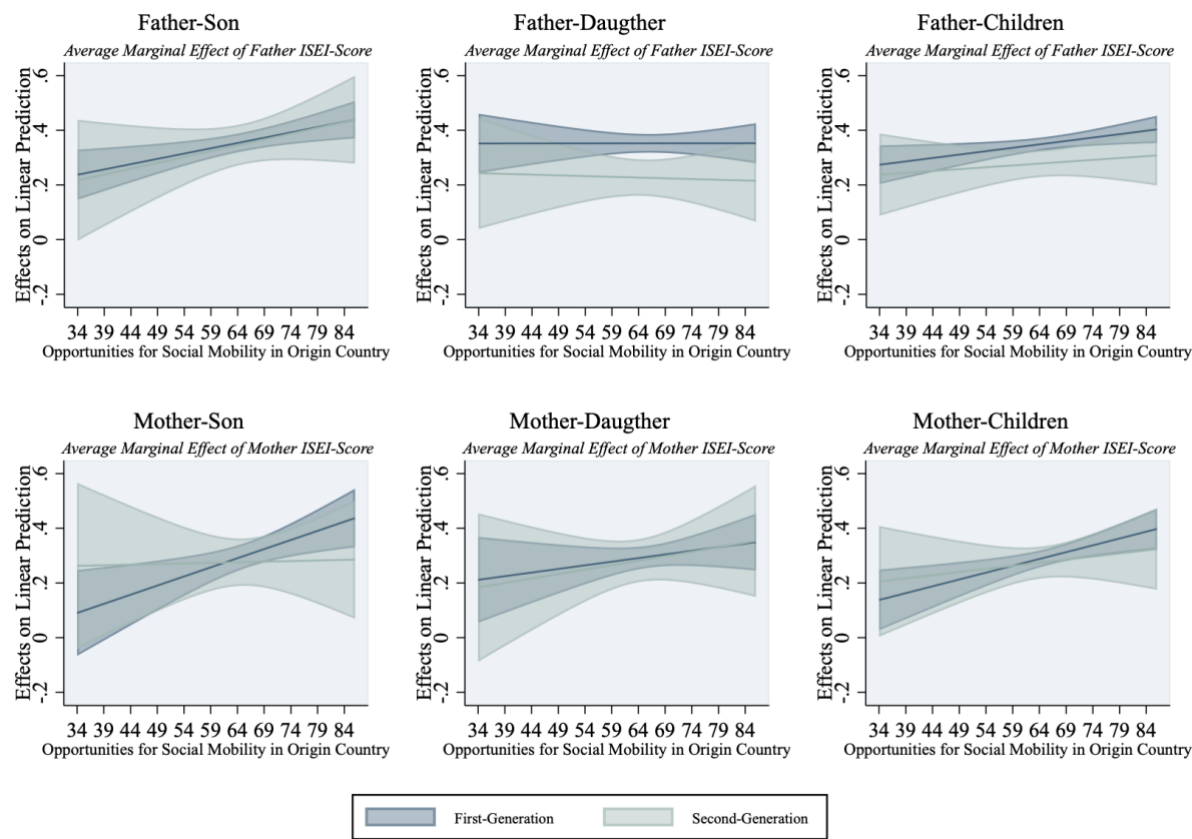 Father-Son
Average Marginal Effect of Father ISEI-Score
Effects on Linear Prediction
.6
.4
.2
0
-.2
34 39 44 49 54 59 64 69 74 79 84
Opportunities for Social Mobility in Origin Country
Father-Daugther
Average Marginal Effect of Father ISEI-Score
Effects on Linear Prediction
.6
.4
.2
0
-.2
34 39 44 49 54 59 64 69 74 79 84
Opportunities for Social Mobility in Origin Country
Father-Children
Average Marginal Effect of Father ISEI-Score
Effects on Linear Prediction
.6
.4
.2
0
-.2
34 39 44 49 54 59 64 69 74 79 84
Opportunities for Social Mobility in Origin Country
Mother-Son
Average Marginal Effect of Mother ISEI-Score
Effects on Linear Prediction
.6
.4
.2
0
-.2
34 39 44 49 54 59 64 69 74 79 84
Opportunities for Social Mobility in Origin Country
Mother-Daugther
Average Marginal Effect of Mother ISEI-Score
Effects on Linear Prediction
.6
.4
.2
0
-.2
34 39 44 49 54 59 64 69 74 79 84
Opportunities for Social Mobility in Origin Country
Mother-Children
Average Marginal Effect of Mother ISEI-Score
Effects on Linear Prediction
.6
.4
.2
0
-.2
34 39 44 49 54 59 64 69 74 79 84
Opportunities for Social Mobility in Origin Country
First-Generation
Second-Generation